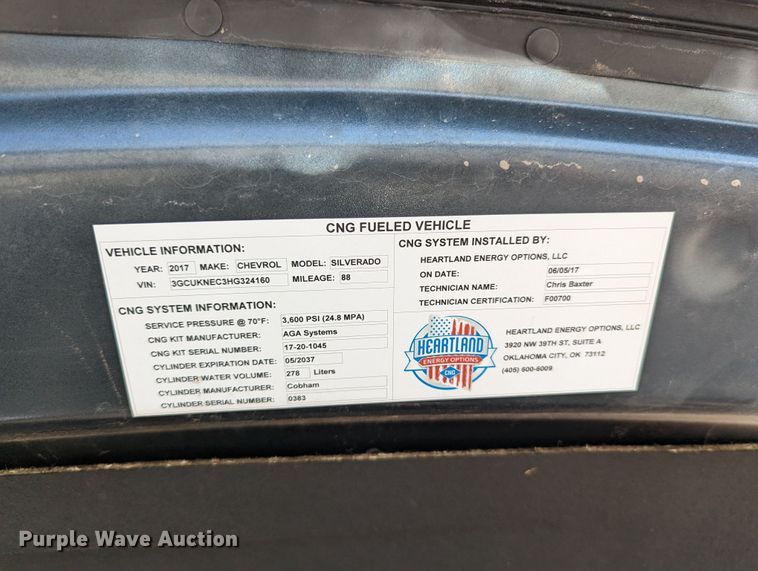 CNG FUELED VEHICLE
VEHICLE INFORMATION:
YEAR: 2017 MAKE: CHEVROL MODEL: SILVERADO
VIN: 3GCUKNEC3HG324160 MILEAGE: 88
CNG SYSTEM INFORMATION:
SERVICE PRESSURE @ 70°F: 3,600 PSI (24.8 MPA)
CNG KIT MANUFACTURER: AGA Systems
CNG KIT SERIAL NUMBER: 17-20-1045
CYLINDER EXPIRATION DATE: 05/2037
CYLINDER WATER VOLUME: 278 Liters
CYLINDER MANUFACTURER: Cobham
CYLINDER SERIAL NUMBER: 0383
CNG SYSTEM INSTALLED BY:
HEARTLAND ENERGY OPTIONS, LLC
ON DATE: 06/05/17
TECHNICIAN NAME: Chris Baxter
TECHNICIAN CERTIFICATION: F00700
HEARTLAND
ENERGY OPTIONS
CNG
HEARTLAND ENERGY OPTIONS, LLC
3920 NW 39TH ST, SUITE A
OKLAHOMA CITY, OK 73112
(405) 600-6009
Purple Wave Auction